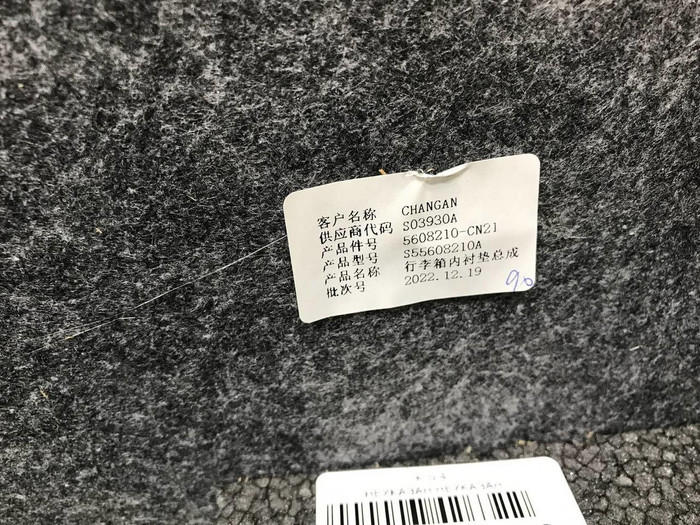 客户名称 CHANGAN
供应商代码 S03930A
产品件号 5608210-CN21
产品型号 S55608210A
产品名称 行李箱内衬垫总成
批次号 2022.12.19
90